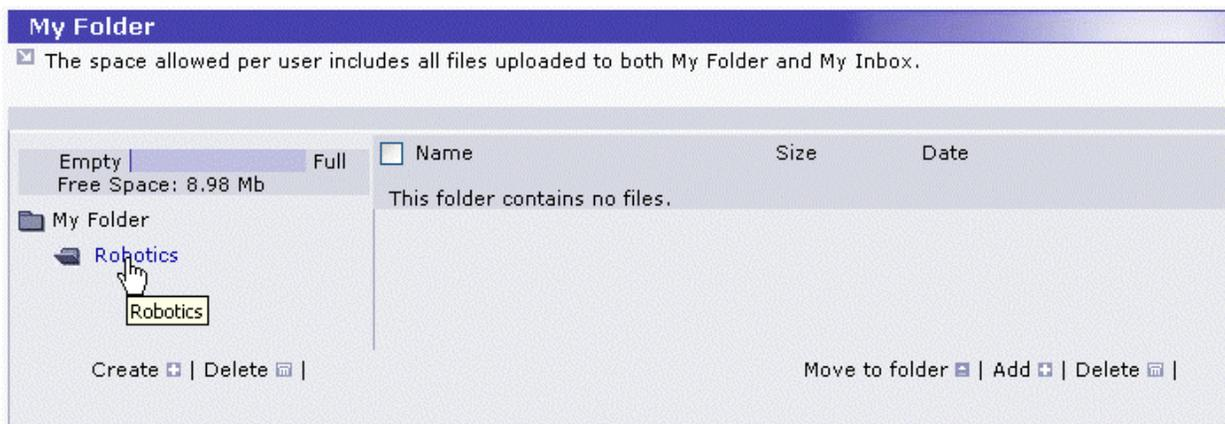 My Folder
The space allowed per user includes all files uploaded to both My Folder and My Inbox.
Empty Full
Free Space: 8.98 Mb
My Folder
Robotics
Robotics
Create | Delete |
Name Size Date
This folder contains no files.
Move to folder | Add | Delete |